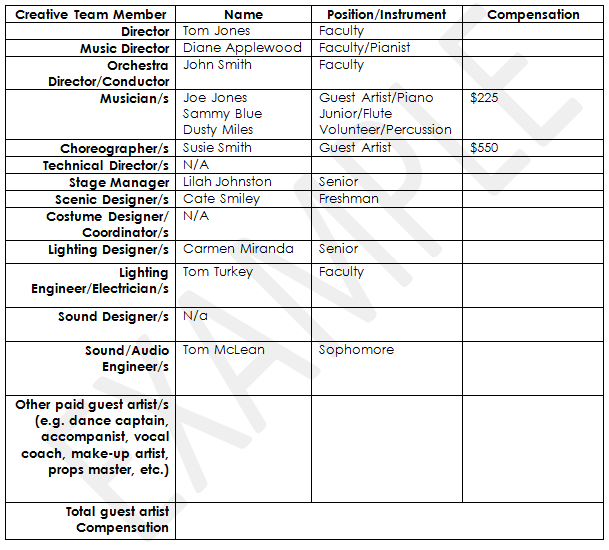 Creative Team Member Name Position/Instrument Compensation
Director Tom Jones Faculty
Music Director Diane Applewood Faculty/Pianist
Orchestra John Smith Faculty
Director/Conductor
Musician/s Joe Jones Guest Artist/Piano $225
Sammy Blue Junior/Flute
Dusty Miles Volunteer/Percussion
Choreographer/s Susie Smith Guest Artist $550
Technical Director/s N/A
Stage Manager Lilah Johnston Senior
Scenic Designer/s Cate Smiley Freshman
Costume Designer/ N/A
Coordinator/s
Lighting Designer/s Carmen Miranda Senior
Lighting Tom Turkey Faculty
Engineer/Electrician/s
Sound Designer/s N/a
Sound/Audio Tom McLean Sophomore
Engineer/s
Other paid guest artist/s
(e.g. dance captain,
accompanist, vocal
coach, make-up artist,
props master, etc.)
Total guest artist
Compensation
EXAMPLE